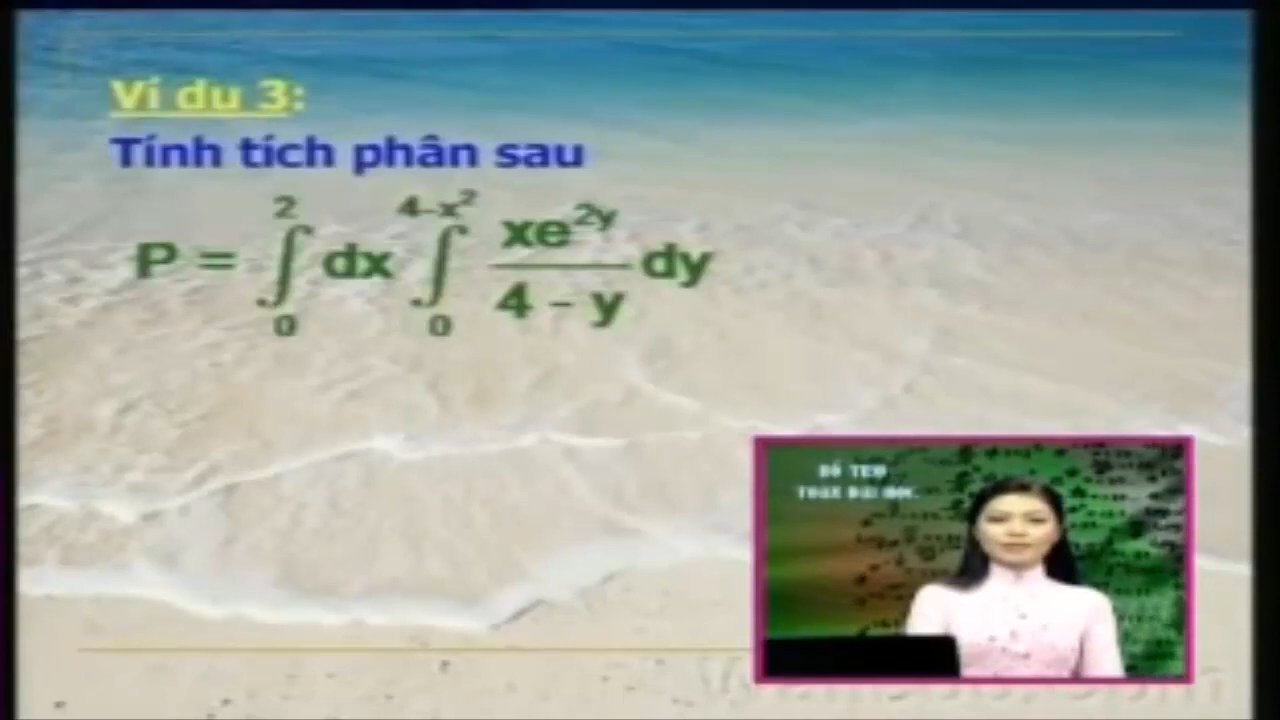 Ví dụ 3:
Tính tích phân sau
P = ∫₀² dx ∫₀^(4-x²) xe^(2y)/(4 - y) dy